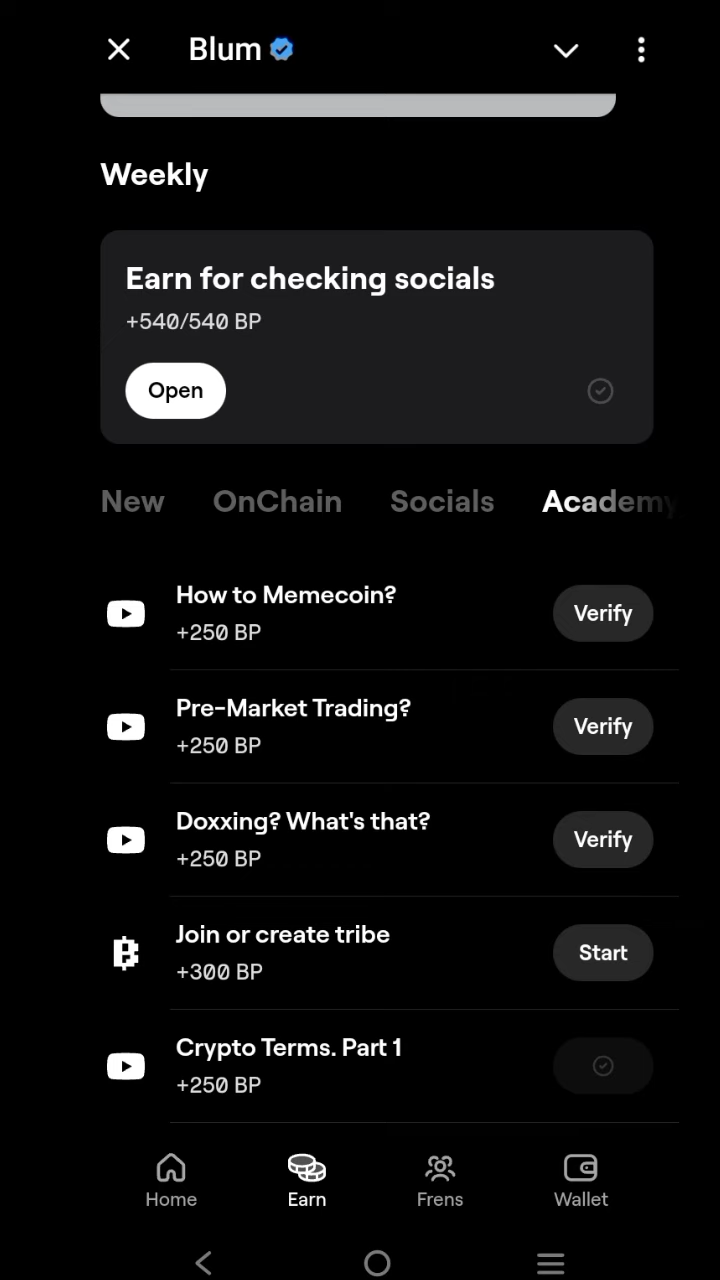 Blum
Weekly
Earn for checking socials
+540/540 BP
Open
New OnChain Socials Academy
How to Memecoin?
+250 BP
Verify
Pre-Market Trading?
+250 BP
Verify
Doxxing? What's that?
+250 BP
Verify
Join or create tribe
+300 BP
Start
Crypto Terms. Part 1
+250 BP
Home Earn Frens Wallet